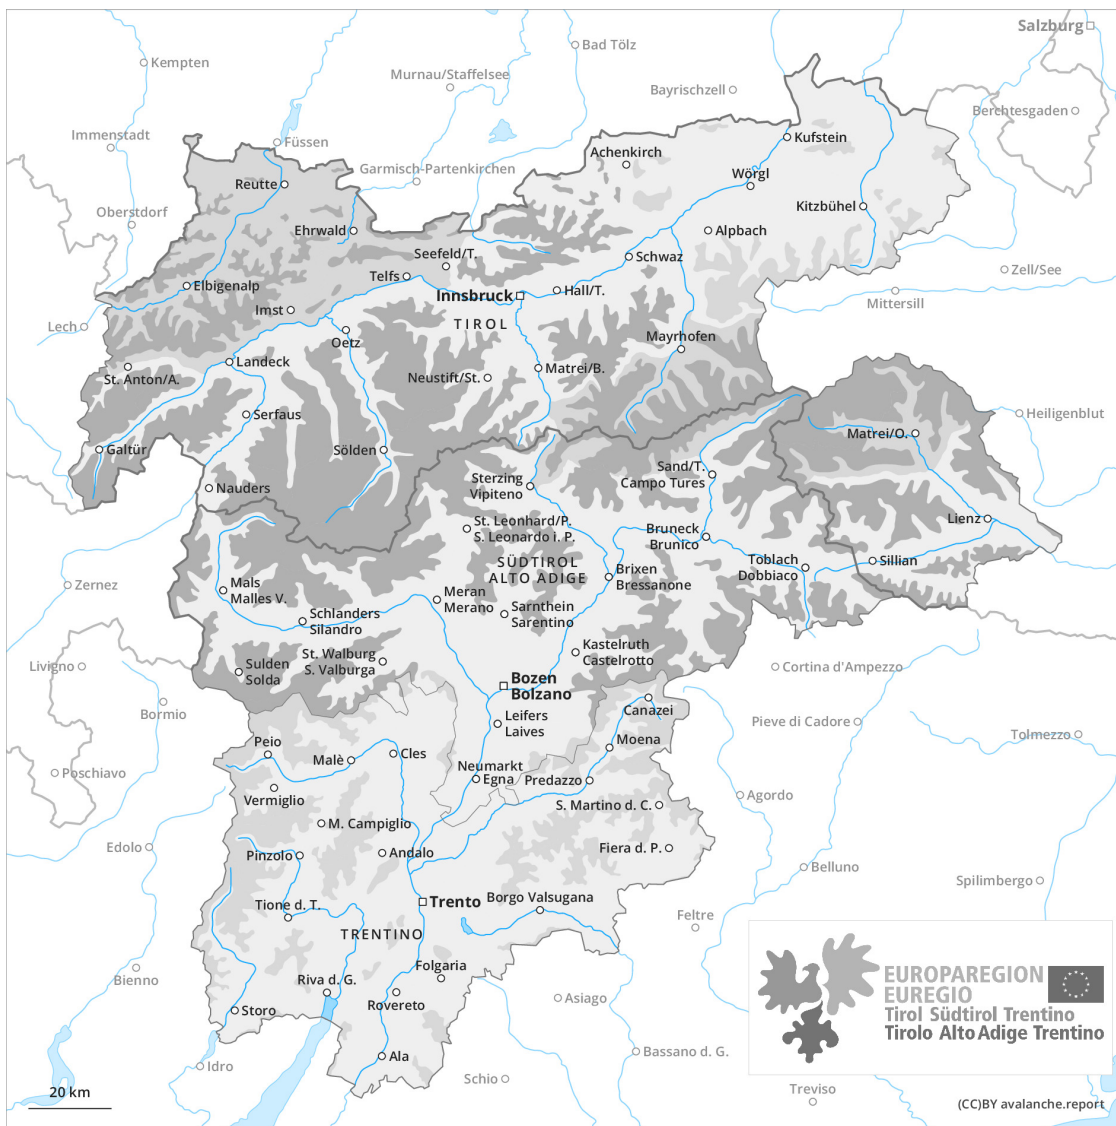 Salzburg
Bad Tölz
Kempten
Murnau/Staffelsee
Bayrischzell
Berchtesgaden
Immenstadt
Füssen
Kufstein
Achenkirch
Garmisch-Partenkirchen
Wörgl
Reutte
Oberstdorf
Kitzbühel
Ehrwald
Alpbach
Seefeld/T.
Schwaz
Zell/See
Telfs
Elbigenalp
Hall/T.
Innsbruck
Mittersill
Imst
TIROL
Lech
Oetz
Mayrhofen
Landeck
Matrei/B.
St. Anton/A.
Neustift/St.
Serfaus
Heiligenblut
Matrei/O.
Galtür
Sölden
Sand/T.
Campo Tures
Sterzing
Vipiteno
Nauders
Lienz
St. Leonhard/P.
S. Leonardo i. P.
Bruneck
Brunico
SÜDTIROL
ALTO ADIGE
Toblach
Dobbiaco
Sillian
Brixen
Bressanone
Zernez
Mals
Malles V.
Meran
Merano
Sarnthein
Sarentino
Schlanders
Silandro
Kastelruth
Castelrotto
St. Walburg
S. Valburga
Livigno
Sulden
Solda
Cortina d'Ampezzo
Bozen
Bolzano
Bormio
Canazei
Leifers
Laives
Pieve di Cadore
Tolmezzo
Peio
Moena
Malè
Cles
Neumarkt
Egna
Predazzo
Poschiavo
Vermiglio
Agordo
S. Martino d. C.
M. Campiglio
Edolo
Fiera d. P.
Pinzolo
Andalo
Belluno
Spilimbergo
Borgo Valsugana
Trento
Tione d. T.
Feltre
TRENTINO
Bienno
Folgaria
EUROPAREGION
EUREGIO
Tirol Südtirol Trentino
Tirolo Alto Adige Trentino
Riva d. G.
Asiago
Rovereto
Storo
Bassano d. G.
Ala
Idro
Schio
Treviso
20 km
(CC)BY avalanche.report